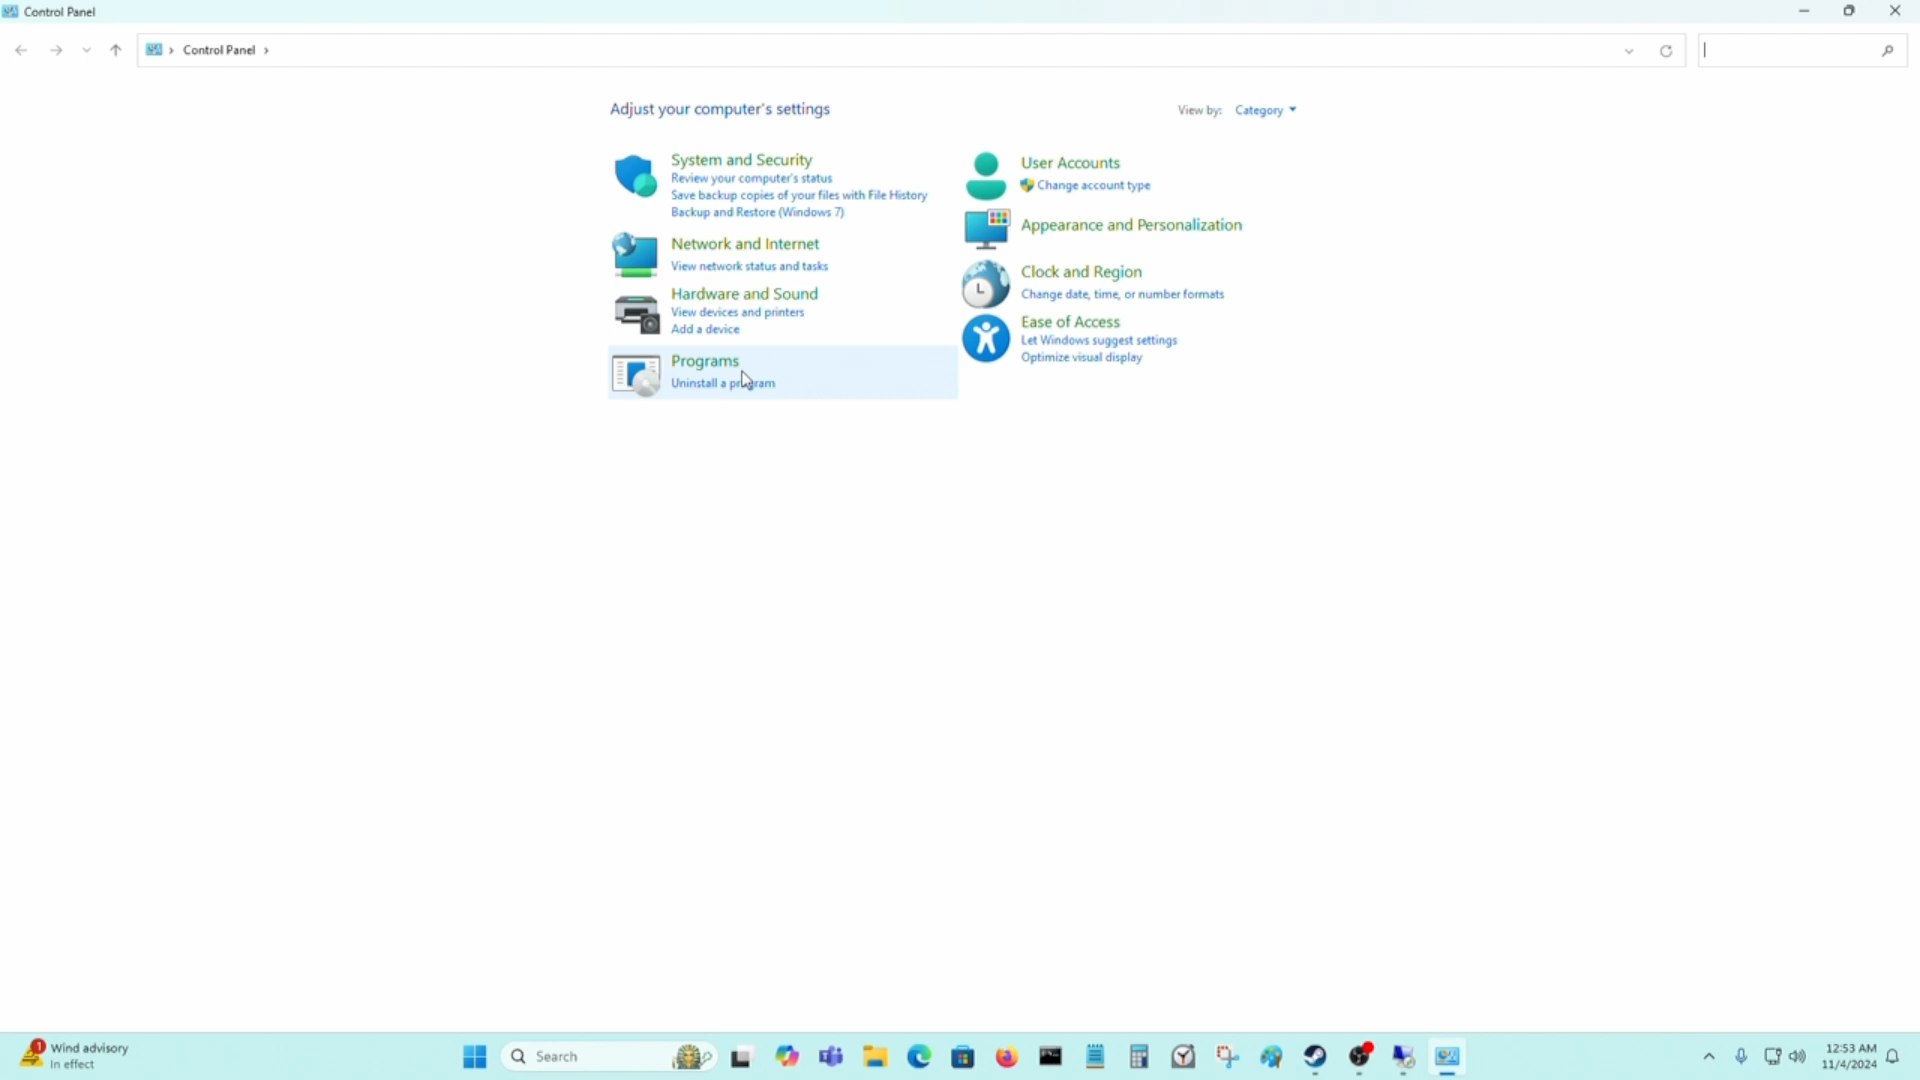 Control Panel
Control Panel
Adjust your computer's settings
View by: Category
System and Security
Review your computer's status
Save backup copies of your files with File History
Backup and Restore (Windows 7)
Network and Internet
View network status and tasks
Hardware and Sound
View devices and printers
Add a device
Programs
Uninstall a program
User Accounts
Change account type
Appearance and Personalization
Clock and Region
Change date, time, or number formats
Ease of Access
Let Windows suggest settings
Optimize visual display
1
Wind advisory
In effect
Search
12:53 AM
11/4/2024